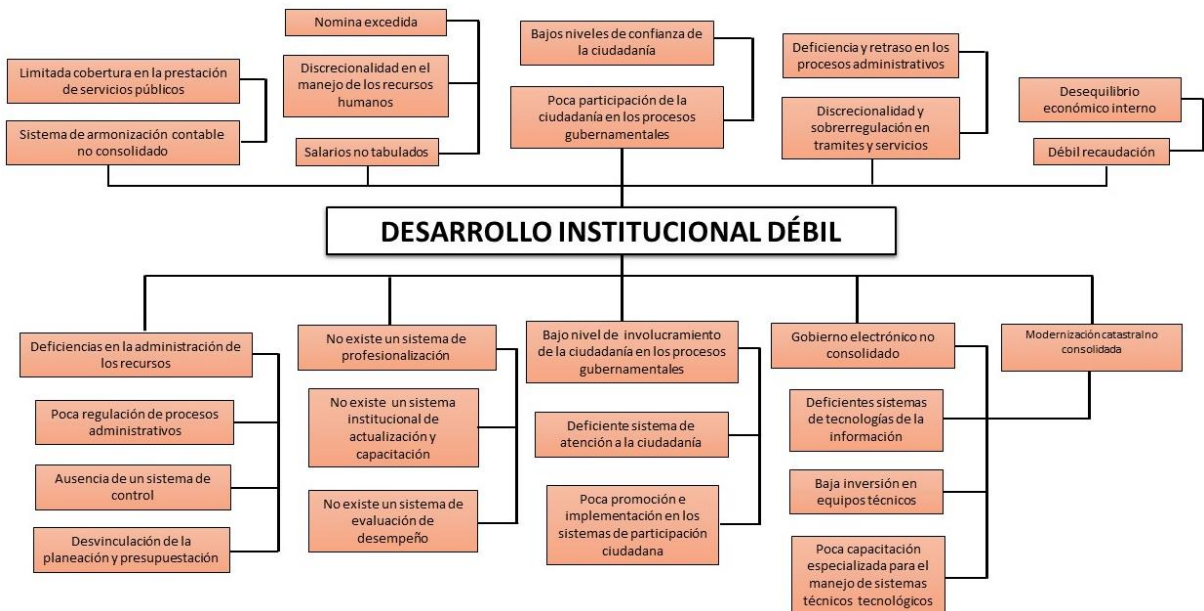 Nomina excedida
Discrecionalidad en el
manejo de los recursos
humanos
Salarios no tabulados
Limitada cobertura en la prestación
de servicios públicos
Sistema de armonización contable
no consolidado
Bajos niveles de confianza de
la ciudadanía
Poca participación de la
ciudadanía en los procesos
gubernamentales
Deficiencia y retraso en los
procesos administrativos
Discrecionalidad y
sobrerregulación en
tramites y servicios
Desequilibrio
económico interno
Débil recaudación
DESARROLLO INSTITUCIONAL DÉBIL
Deficiencias en la administración de
los recursos
Poca regulación de procesos
administrativos
Ausencia de un sistema de
control
Desvinculación de la
planeación y presupuestación
No existe un sistema de
profesionalización
No existe un sistema
institucional de
actualización y
capacitación
No existe un sistema de
evaluación de
desempeño
Bajo nivel de involucramiento
de la ciudadanía en los procesos
gubernamentales
Deficiente sistema de
atención a la ciudadanía
Poca promoción e
implementación en los
sistemas de participación
ciudadana
Gobierno electrónico no
consolidado
Deficientes sistemas
de tecnologías de la
información
Baja inversión en
equipos técnicos
Poca capacitación
especializada para el
manejo de sistemas
técnicos tecnológicos
Modernización catastral no
consolidada